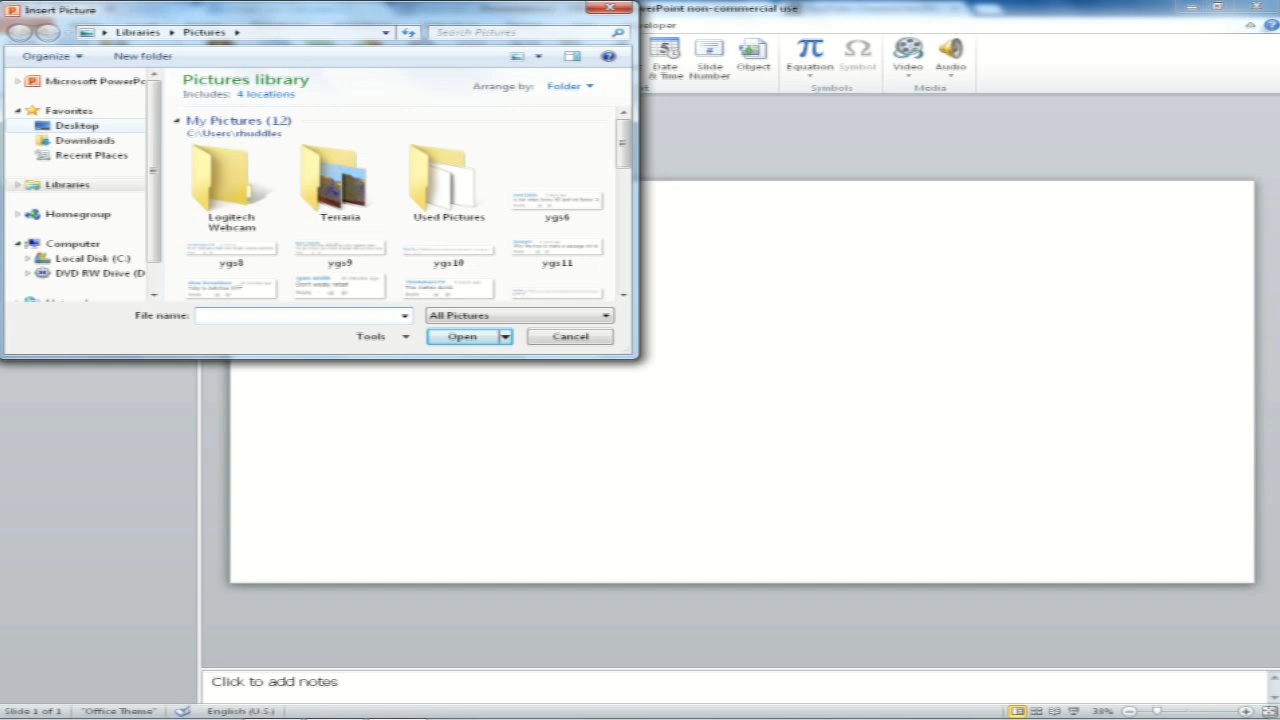 Insert Picture
PowerPoint non-commercial use
Libraries
Pictures
Search Pictures
Organize
New folder
Date & Time
Slide Number
Object
Equation
Symbol
Symbols
Video
Audio
Media
Microsoft PowerPo
Favorites
Desktop
Downloads
Recent Places
Libraries
Homegroup
Computer
Local Disk (C:)
DVD RW Drive (D
Pictures library
Includes: 4 locations
Arrange by: Folder
My Pictures (12)
C:\Users\rhuddles
Logitech Webcam
Terraria
Used Pictures
ygs6
ygs8
ygs9
ygs10
ygs11
File name:
All Pictures
Tools
Open
Cancel
Click to add notes
Slide 1 of 1
"Office Theme"
English (U.S.)
38%